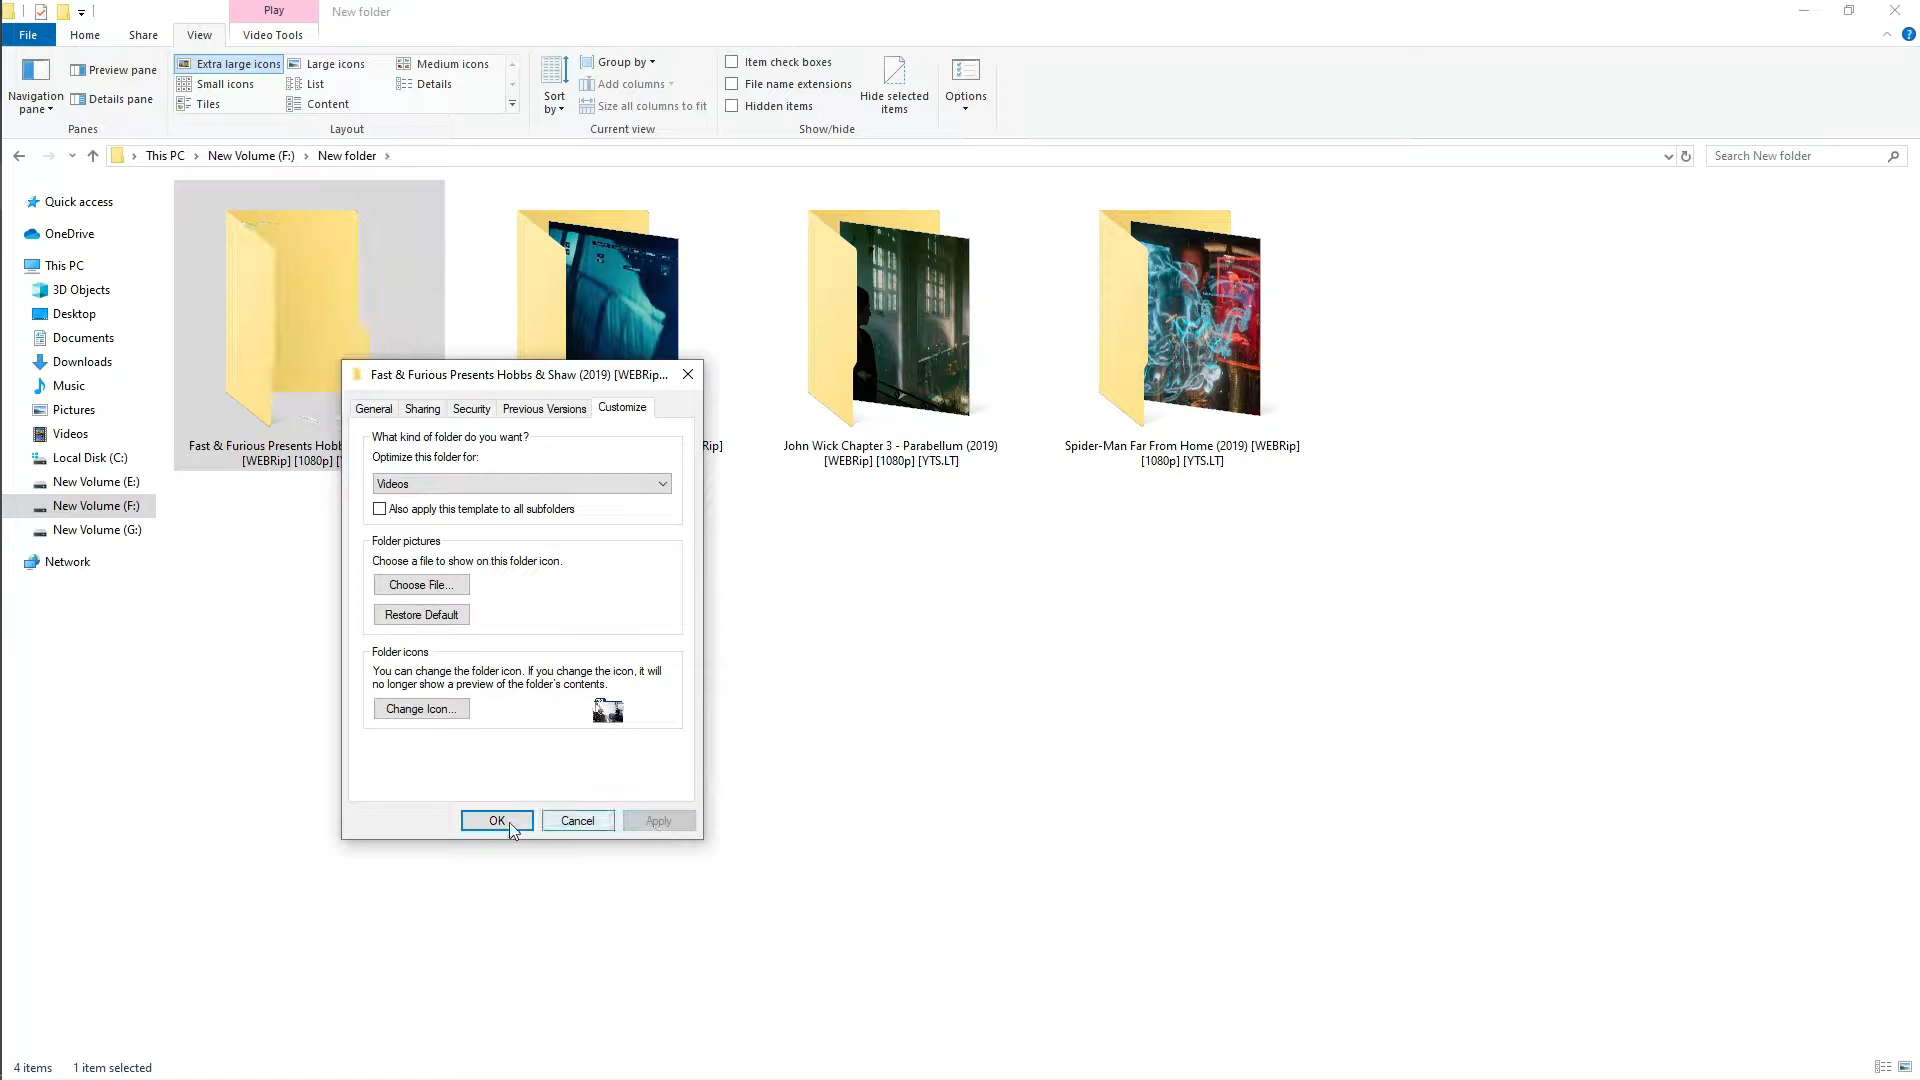 Play
New folder
File
Home
Share
View
Video Tools
Navigation pane
Preview pane
Details pane
Panes
Extra large icons
Large icons
Medium icons
Small icons
List
Details
Tiles
Content
Layout
Sort by
Group by
Add columns
Size all columns to fit
Current view
Item check boxes
File name extensions
Hidden items
Hide selected items
Show/hide
Options
This PC
New Volume (F:)
New folder
Search New folder
Quick access
OneDrive
This PC
3D Objects
Desktop
Documents
Downloads
Music
Pictures
Videos
Local Disk (C:)
New Volume (E:)
New Volume (F:)
New Volume (G:)
Network
Fast & Furious Presents Hobb
[WEBRip] [1080p] [
Rip]
John Wick Chapter 3 - Parabellum (2019)
[WEBRip] [1080p] [YTS.LT]
Spider-Man Far From Home (2019) [WEBRip]
[1080p] [YTS.LT]
Fast & Furious Presents Hobbs & Shaw (2019) [WEBRip...
General
Sharing
Security
Previous Versions
Customize
What kind of folder do you want?
Optimize this folder for:
Videos
Also apply this template to all subfolders
Folder pictures
Choose a file to show on this folder icon.
Choose File...
Restore Default
Folder icons
You can change the folder icon. If you change the icon, it will
no longer show a preview of the folder's contents.
Change Icon...
OK
Cancel
Apply
4 items
1 item selected